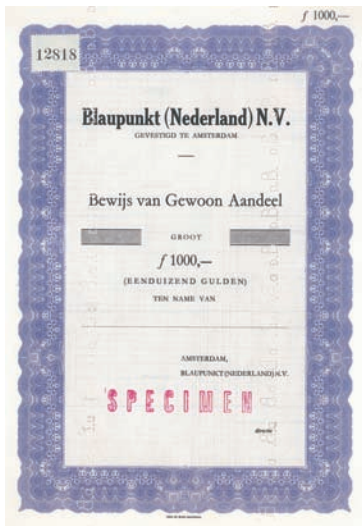 ƒ 1000,—
12818
Blaupunkt (Nederland) N.V.
GEVESTIGD TE AMSTERDAM
Bewijs van Gewoon Aandeel
GROOT
ƒ 1000,—
(EENDUIZEND GULDEN)
TEN NAME VAN
AMSTERDAM,
BLAUPUNKT (NEDERLAND) N.V.
SPECIMEN
directie